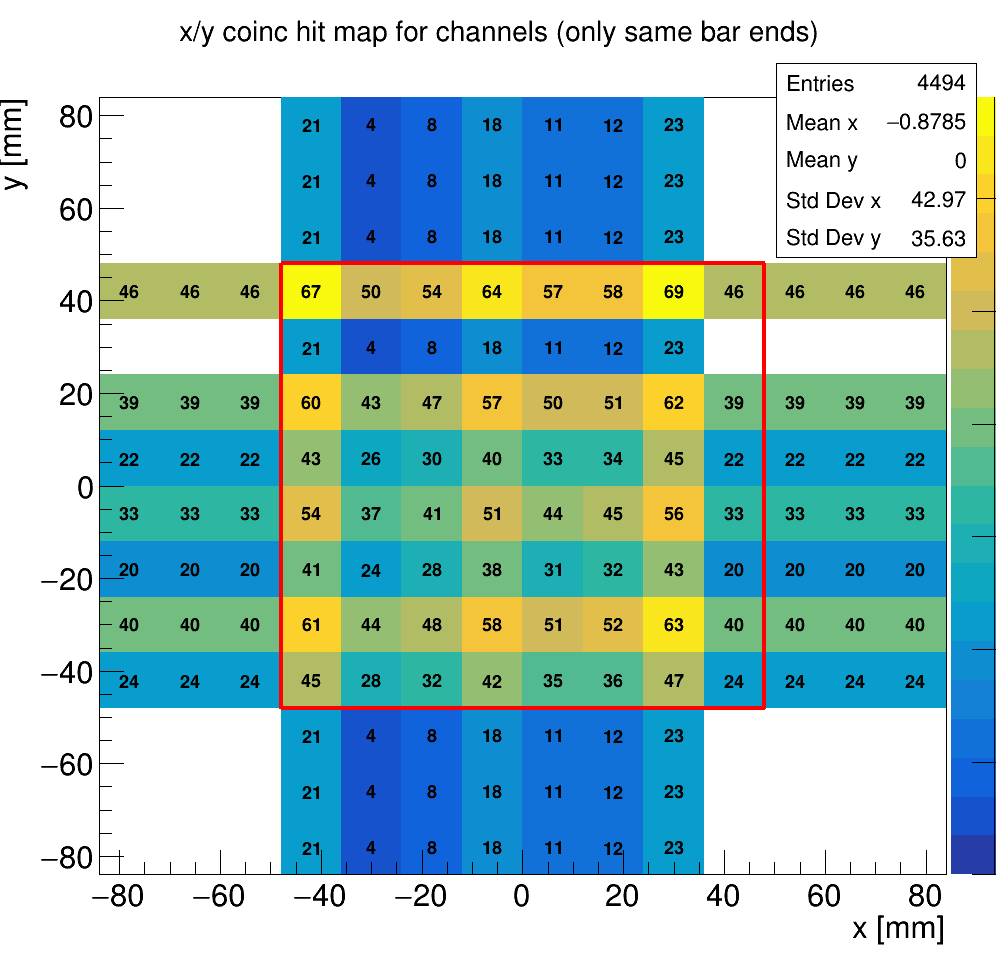 x/y coinc hit map for channels (only same bar ends)
Entries 4494
Mean x −0.8785
Mean y 0
Std Dev x 42.97
Std Dev y 35.63
y [mm]
80
21 4 8 18 11 12 23
21 4 8 18 11 12 23
60
21 4 8 18 11 12 23
40
46 46 46 67 50 54 64 57 58 69 46 46 46 46
21 4 8 18 11 12 23
20
39 39 39 60 43 47 57 50 51 62 39 39 39 39
22 22 22 43 26 30 40 33 34 45 22 22 22 22
0
33 33 33 54 37 41 51 44 45 56 33 33 33 33
−20
20 20 20 41 24 28 38 31 32 43 20 20 20 20
40 40 40 61 44 48 58 51 52 63 40 40 40 40
−40
24 24 24 45 28 32 42 35 36 47 24 24 24 24
21 4 8 18 11 12 23
−60
21 4 8 18 11 12 23
−80
21 4 8 18 11 12 23
−80 −60 −40 −20 0 20 40 60 80
x [mm]